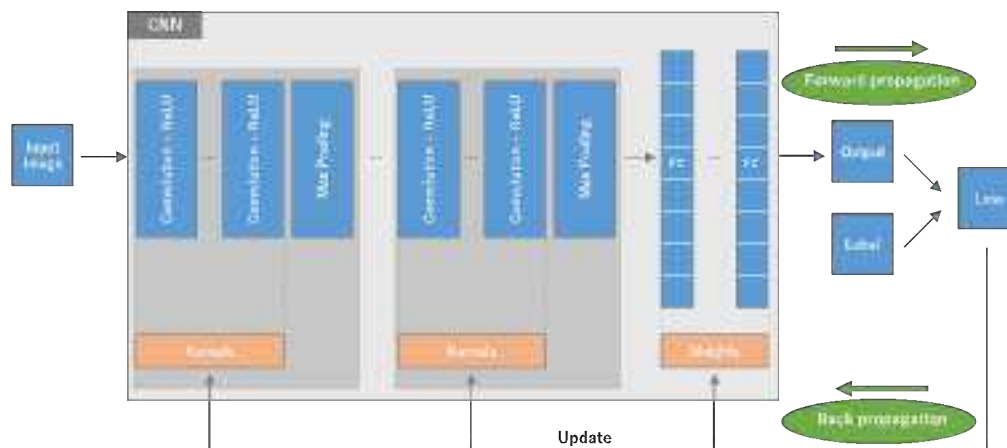 CNN
Forward propagation
Input
Image
Convolution + ReLU
...
Convolution + ReLU
Max Pooling
...
Convolution + ReLU
...
Convolution + ReLU
Max Pooling
FC
...
FC
Output
Label
Loss
Kernels
Kernels
Weights
Back propagation
Update